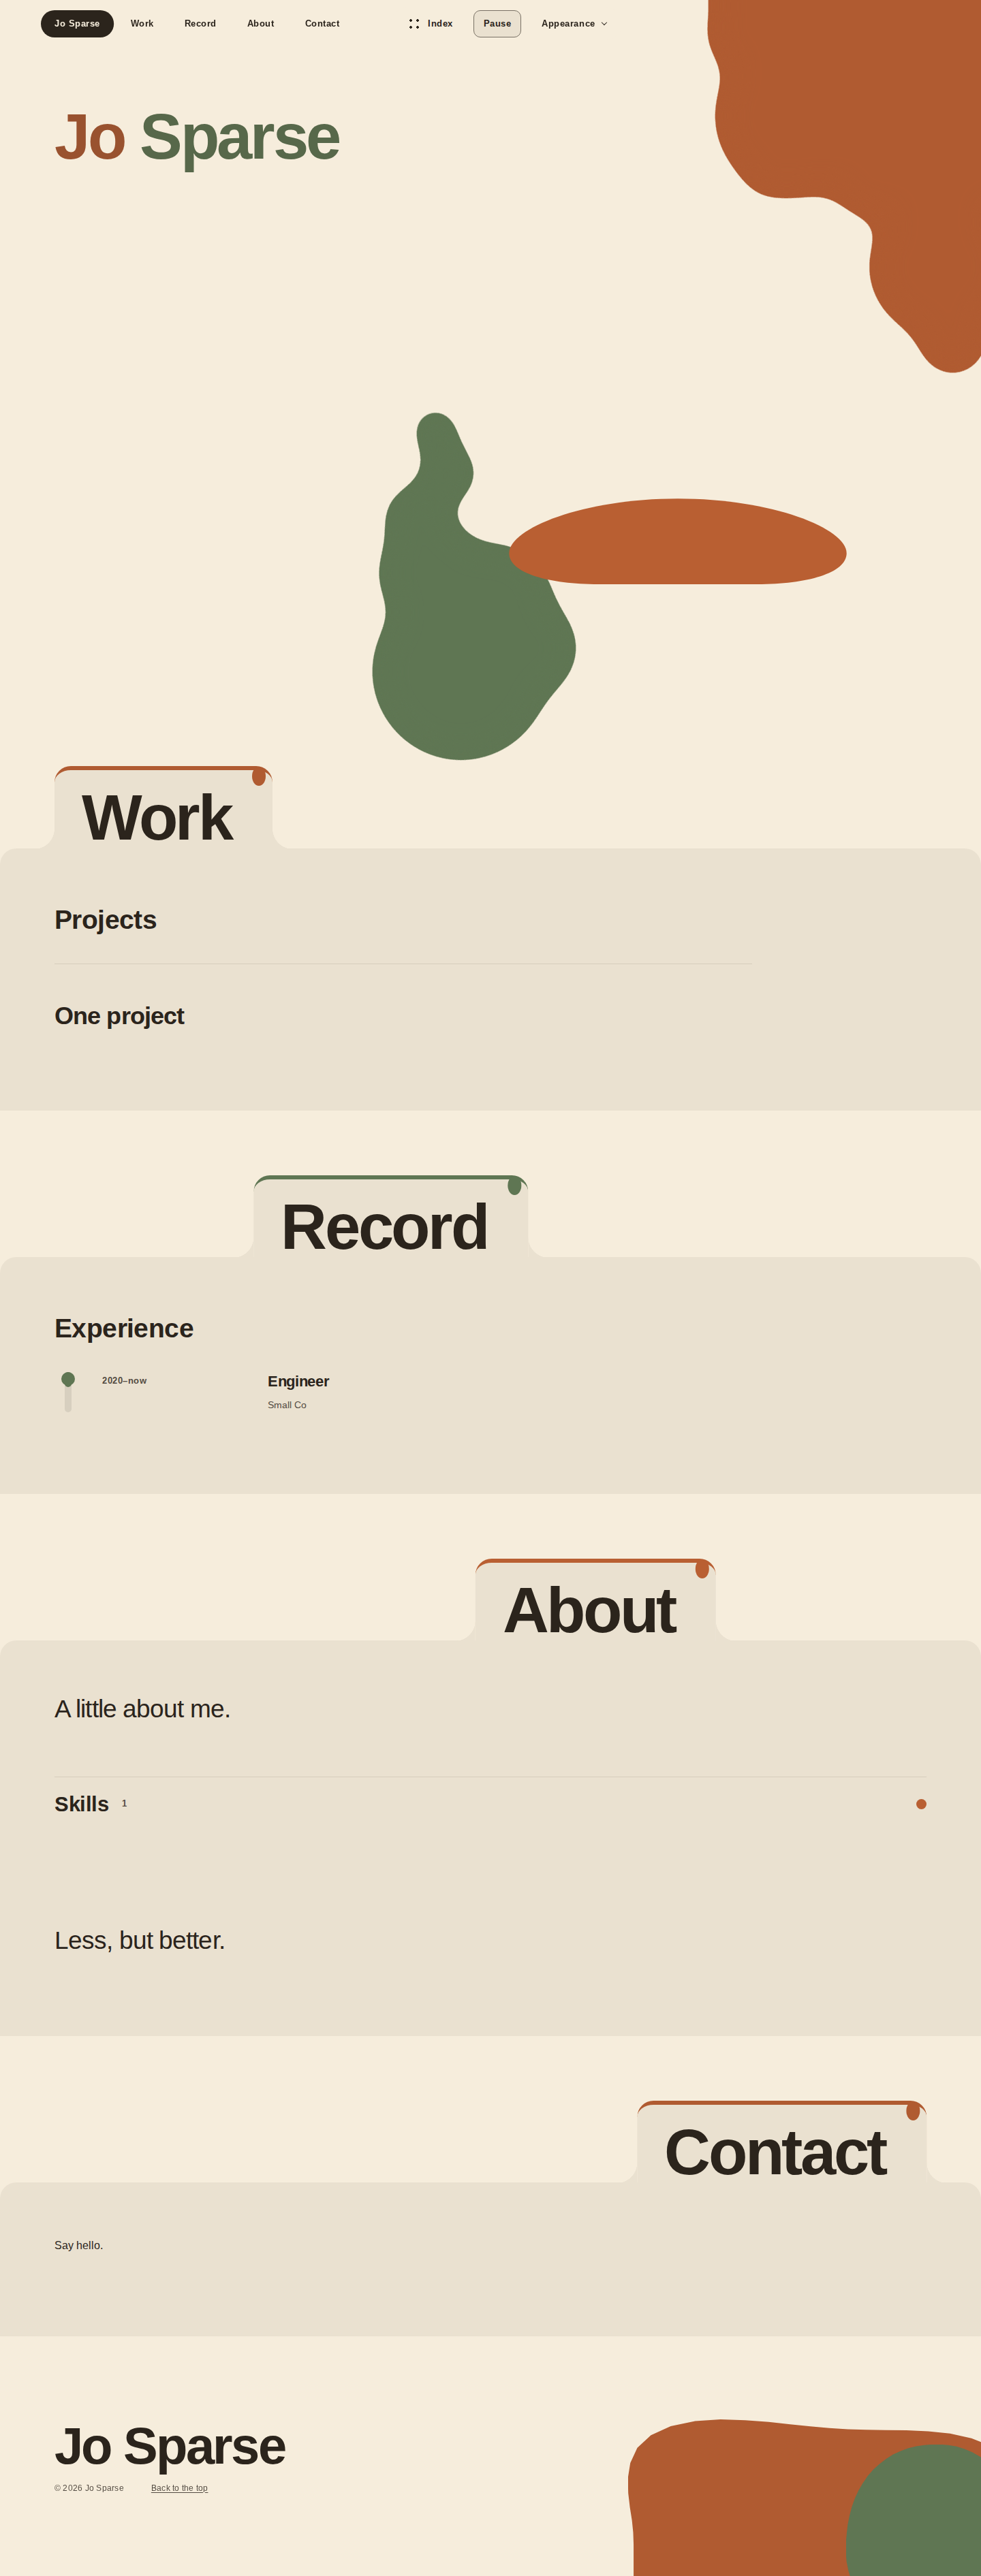 Jo Sparse Work Record About Contact Index Pause Appearance
Jo Sparse
Work
Projects
One project
Record
Experience
2020–now Engineer
Small Co
About
A little about me.
Skills 1
Less, but better.
Contact
Say hello.
Jo Sparse
© 2026 Jo Sparse Back to the top